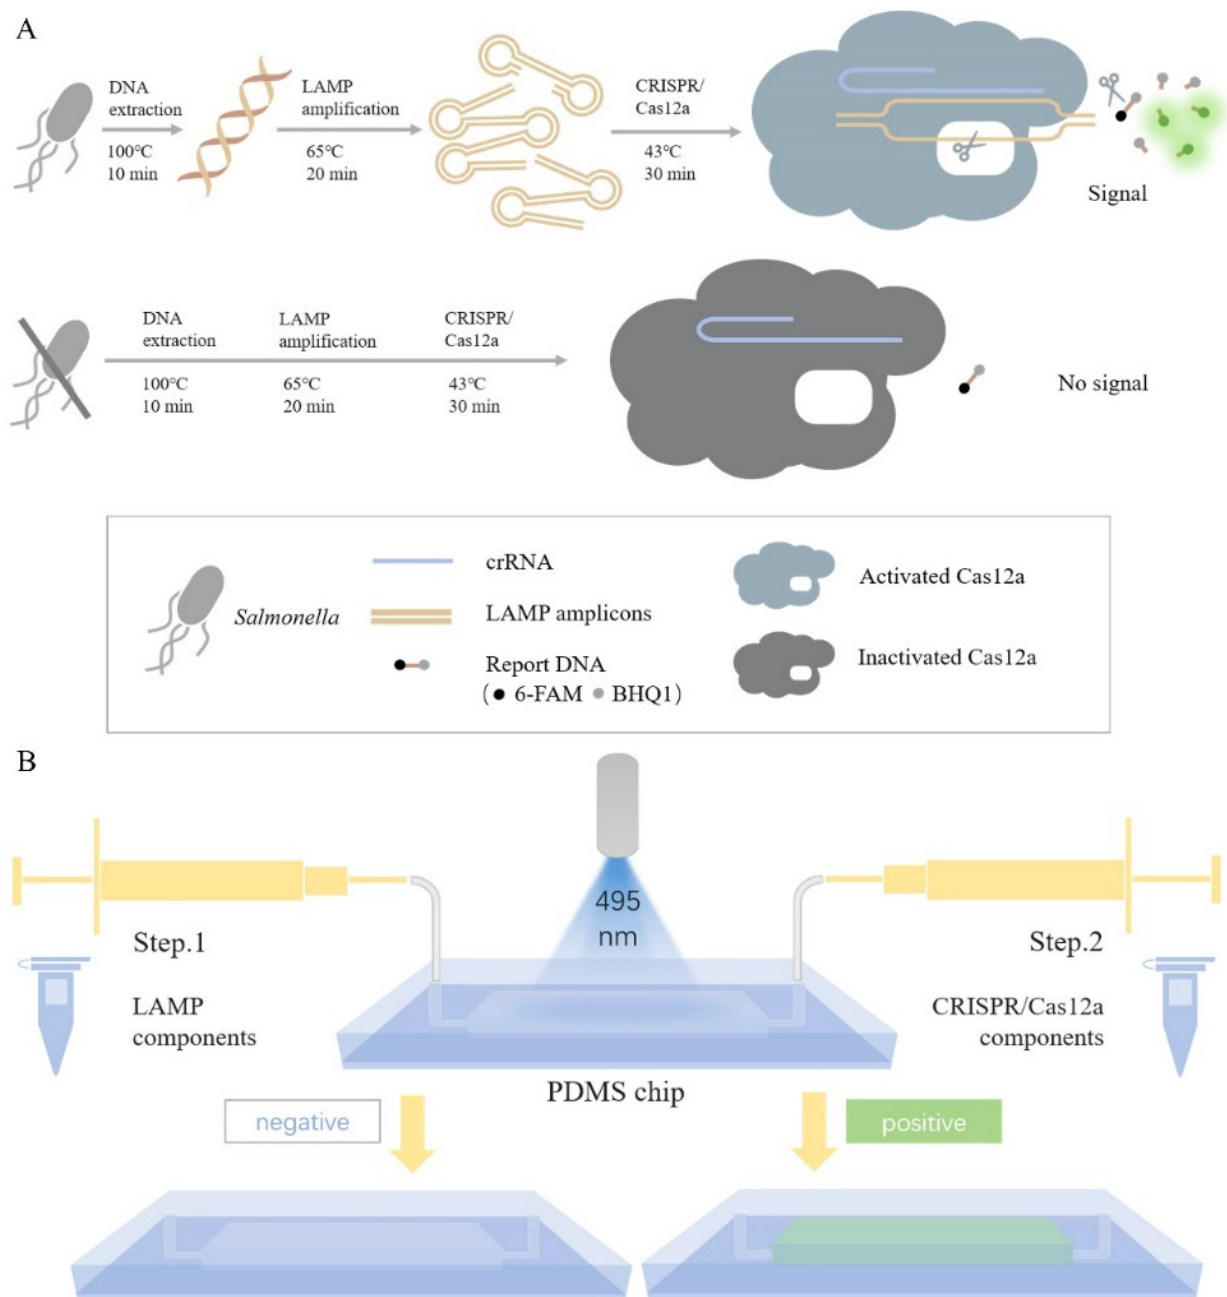 A
DNA
extraction
100°C
10 min
LAMP
amplification
65°C
20 min
CRISPR/
Cas12a
43°C
30 min
Signal
DNA
extraction
100°C
10 min
LAMP
amplification
65°C
20 min
CRISPR/
Cas12a
43°C
30 min
No signal
Salmonella
crRNA
LAMP amplicons
Report DNA
(● 6-FAM ● BHQ1)
Activated Cas12a
Inactivated Cas12a
B
495
nm
Step.1
LAMP
components
Step.2
CRISPR/Cas12a
components
PDMS chip
negative
positive